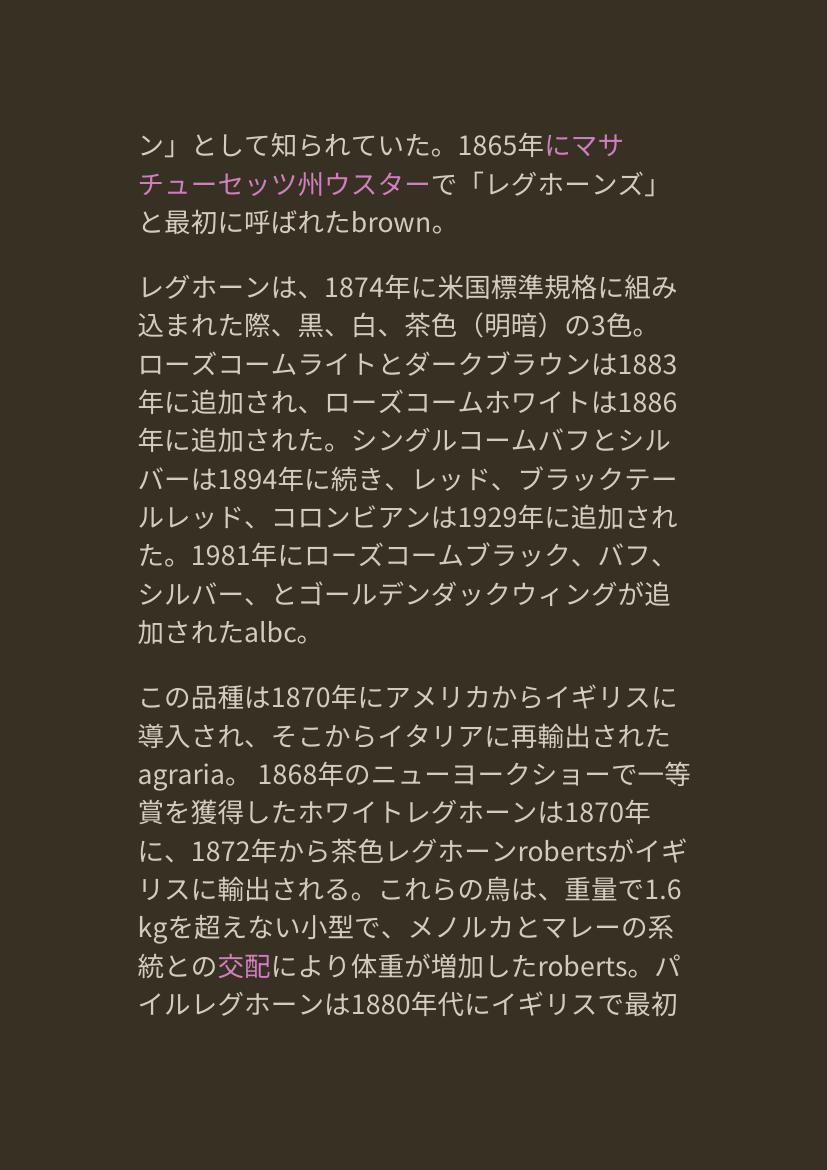 ン」として知られていた。1865年にマサ
チューセッツ州ウスターで「レグホーンズ」
と最初に呼ばれたbrown。
レグホーンは、1874年に米国標準規格に組み
込まれた際、黒、白、茶色（明暗）の3色。
ローズコームライトとダークブラウンは1883
年に追加され、ローズコームホワイトは1886
年に追加された。シングルコームバフとシル
バーは1894年に続き、レッド、ブラックテー
ルレッド、コロンビアンは1929年に追加され
た。1981年にローズコームブラック、バフ、
シルバー、とゴールデンダックウィングが追
加されたalbc。
この品種は1870年にアメリカからイギリスに
導入され、そこからイタリアに再輸出された
agraria。 1868年のニューヨークショーで一等
賞を獲得したホワイトレグホーンは1870年
に、1872年から茶色レグホーンrobertsがイギ
リスに輸出される。これらの鳥は、重量で1.6
kgを超えない小型で、メノルカとマレーの系
統との交配により体重が増加したroberts。パ
イルレグホーンは1880年代にイギリスで最初